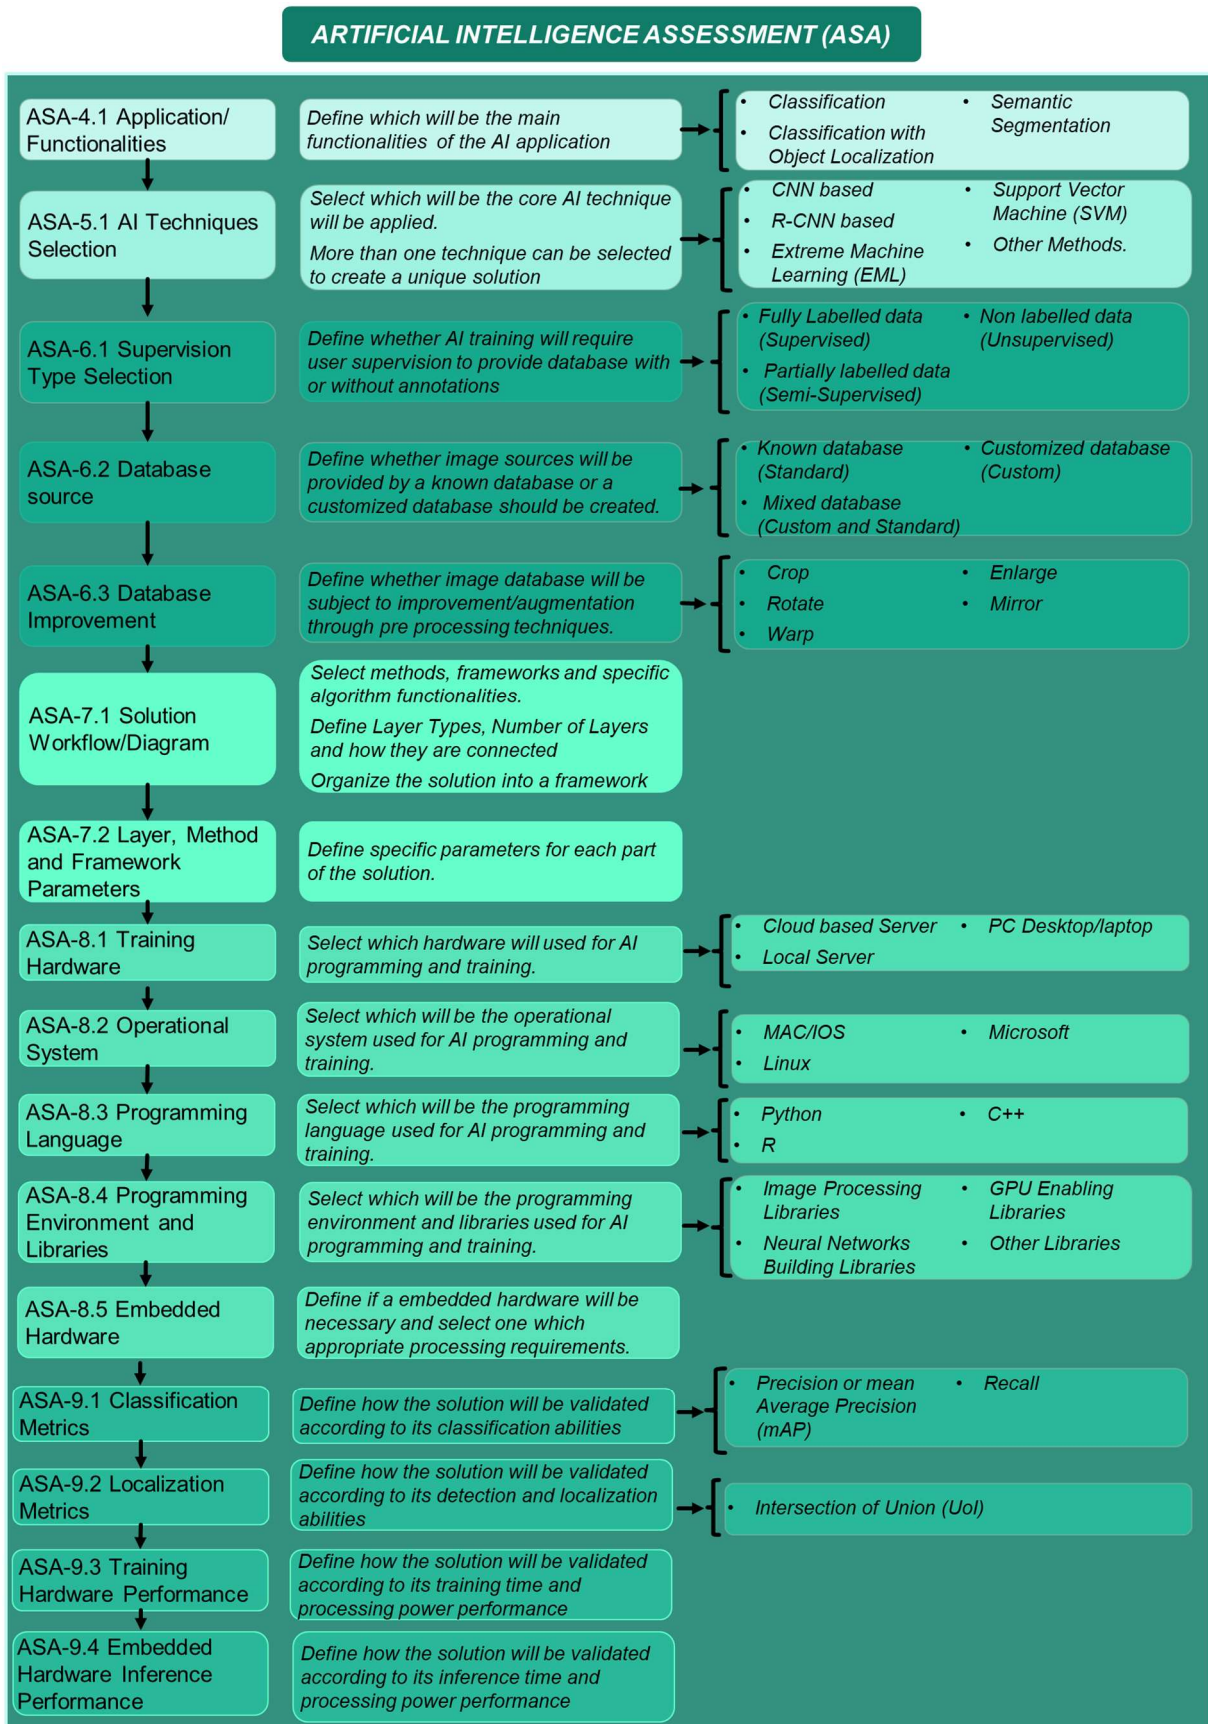 ARTIFICIAL INTELLIGENCE ASSESSMENT (ASA)
ASA-4.1 Application/
Functionalities
Define which will be the main
functionalities of the AI application
• Classification
• Classification with
Object Localization
• Semantic
Segmentation
ASA-5.1 AI Techniques
Selection
Select which will be the core AI technique
will be applied.
More than one technique can be selected
to create a unique solution
• CNN based
• R-CNN based
• Extreme Machine
Learning (EML)
• Support Vector
Machine (SVM)
• Other Methods.
ASA-6.1 Supervision
Type Selection
Define whether AI training will require
user supervision to provide database with
or without annotations
• Fully Labelled data
(Supervised)
• Partially labelled data
(Semi-Supervised)
• Non labelled data
(Unsupervised)
ASA-6.2 Database
source
Define whether image sources will be
provided by a known database or a
customized database should be created.
• Known database
(Standard)
• Mixed database
(Custom and Standard)
• Customized database
(Custom)
ASA-6.3 Database
Improvement
Define whether image database will be
subject to improvement/augmentation
through pre processing techniques.
• Crop
• Rotate
• Warp
• Enlarge
• Mirror
ASA-7.1 Solution
Workflow/Diagram
Select methods, frameworks and specific
algorithm functionalities.
Define Layer Types, Number of Layers
and how they are connected
Organize the solution into a framework
ASA-7.2 Layer, Method
and Framework
Parameters
Define specific parameters for each part
of the solution.
ASA-8.1 Training
Hardware
Select which hardware will used for AI
programming and training.
• Cloud based Server
• Local Server
• PC Desktop/laptop
ASA-8.2 Operational
System
Select which will be the operational
system used for AI programming and
training.
• MAC/IOS
• Linux
• Microsoft
ASA-8.3 Programming
Language
Select which will be the programming
language used for AI programming and
training.
• Python
• R
• C++
ASA-8.4 Programming
Environment and
Libraries
Select which will be the programming
environment and libraries used for AI
programming and training.
• Image Processing
Libraries
• Neural Networks
Building Libraries
• GPU Enabling
Libraries
• Other Libraries
ASA-8.5 Embedded
Hardware
Define if a embedded hardware will be
necessary and select one which
appropriate processing requirements.
ASA-9.1 Classification
Metrics
Define how the solution will be validated
according to its classification abilities
• Precision or mean
Average Precision
(mAP)
• Recall
ASA-9.2 Localization
Metrics
Define how the solution will be validated
according to its detection and localization
abilities
• Intersection of Union (UoI)
ASA-9.3 Training
Hardware Performance
Define how the solution will be validated
according to its training time and
processing power performance
ASA-9.4 Embedded
Hardware Inference
Performance
Define how the solution will be validated
according to its inference time and
processing power performance